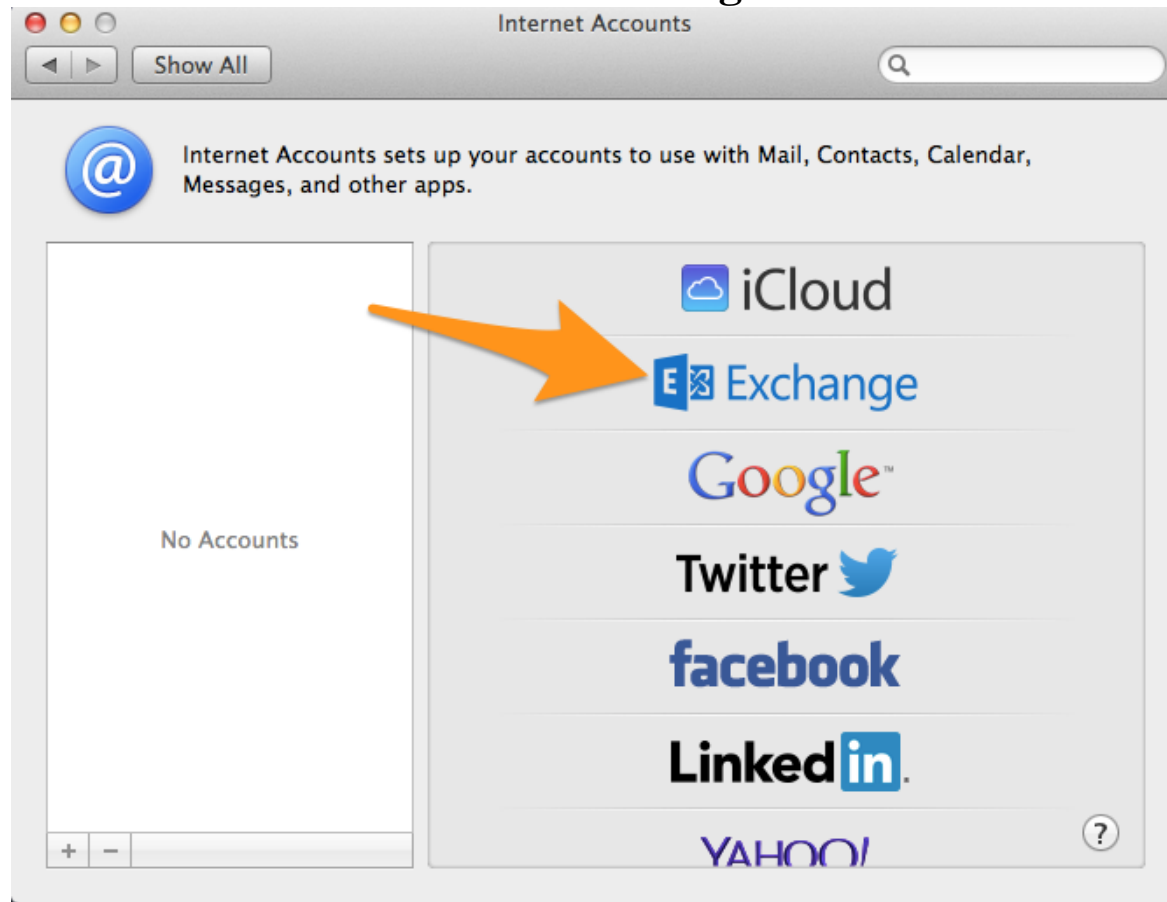 Internet Accounts
Show All
Internet Accounts sets up your accounts to use with Mail, Contacts, Calendar,
Messages, and other apps.
No Accounts
iCloud
E Exchange
Google™
Twitter
facebook
Linked in.
YAHOO!
?
+ −
@